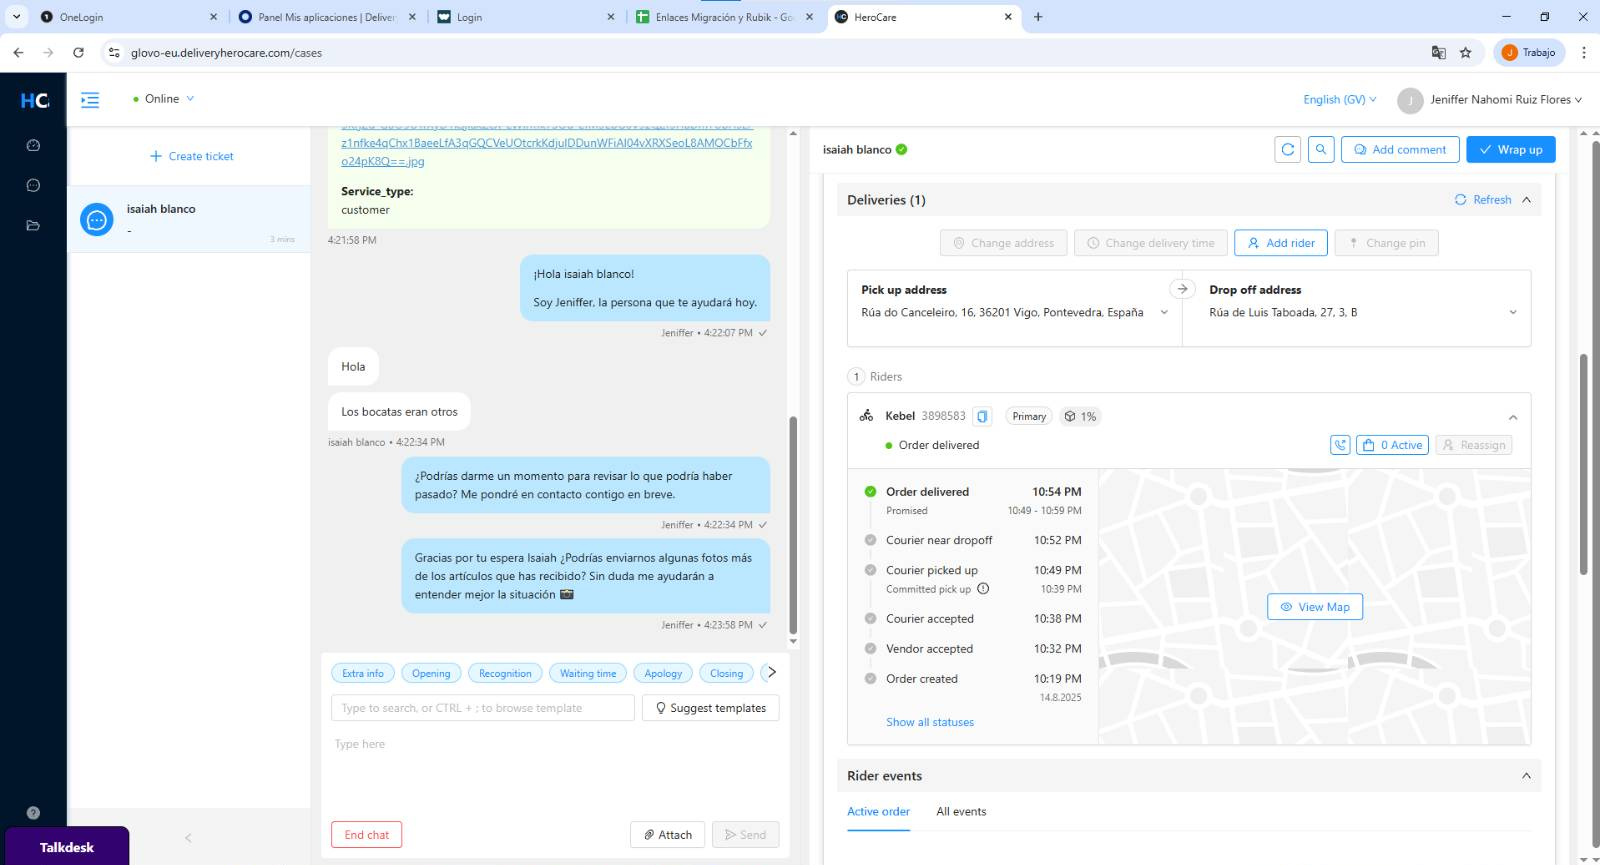 OneLogin
Panel Mis aplicaciones | Deliver
Login
Enlaces Migración y Rubik - Go
HeroCare
glovo-eu.deliveryherocare.com/cases
J
Trabajo
HC
Online
English (GV)
J
Jeniffer Nahomi Ruiz Flores
Create ticket
isaiah blanco
-
3 mins
z1nfke4qChx1BaeeLfA3qGQCVeUOtcrkKdjuIDDunWFiAI04vXRXSeoL8AMOCbFfx
o24pK8Q==.jpg
Service_type:
customer
4:21:58 PM
¡Hola isaiah blanco!
Soy Jeniffer, la persona que te ayudará hoy.
Jeniffer • 4:22:07 PM
Hola
Los bocatas eran otros
isaiah blanco • 4:22:34 PM
¿Podrías darme un momento para revisar lo que podría haber
pasado? Me pondré en contacto contigo en breve.
Jeniffer • 4:22:34 PM
Gracias por tu espera Isaiah ¿Podrías enviarnos algunas fotos más
de los artículos que has recibido? Sin duda me ayudarán a
entender mejor la situación 📸
Jeniffer • 4:23:58 PM
Extra info
Opening
Recognition
Waiting time
Apology
Closing
Type to search, or CTRL + ; to browse template
Suggest templates
Type here
End chat
Attach
Send
Talkdesk
isaiah blanco
Add comment
Wrap up
Deliveries (1)
Refresh
Change address
Change delivery time
Add rider
Change pin
Pick up address
Rúa do Canceleiro, 16, 36201 Vigo, Pontevedra, España
Drop off address
Rúa de Luis Taboada, 27, 3, B
1 Riders
Kebel 3898583
Primary
1%
Order delivered
0 Active
Reassign
Order delivered 10:54 PM
Promised 10:49 - 10:59 PM
Courier near dropoff 10:52 PM
Courier picked up 10:49 PM
Committed pick up 10:39 PM
Courier accepted 10:38 PM
Vendor accepted 10:32 PM
Order created 10:19 PM
14.8.2025
Show all statuses
View Map
Rider events
Active order
All events